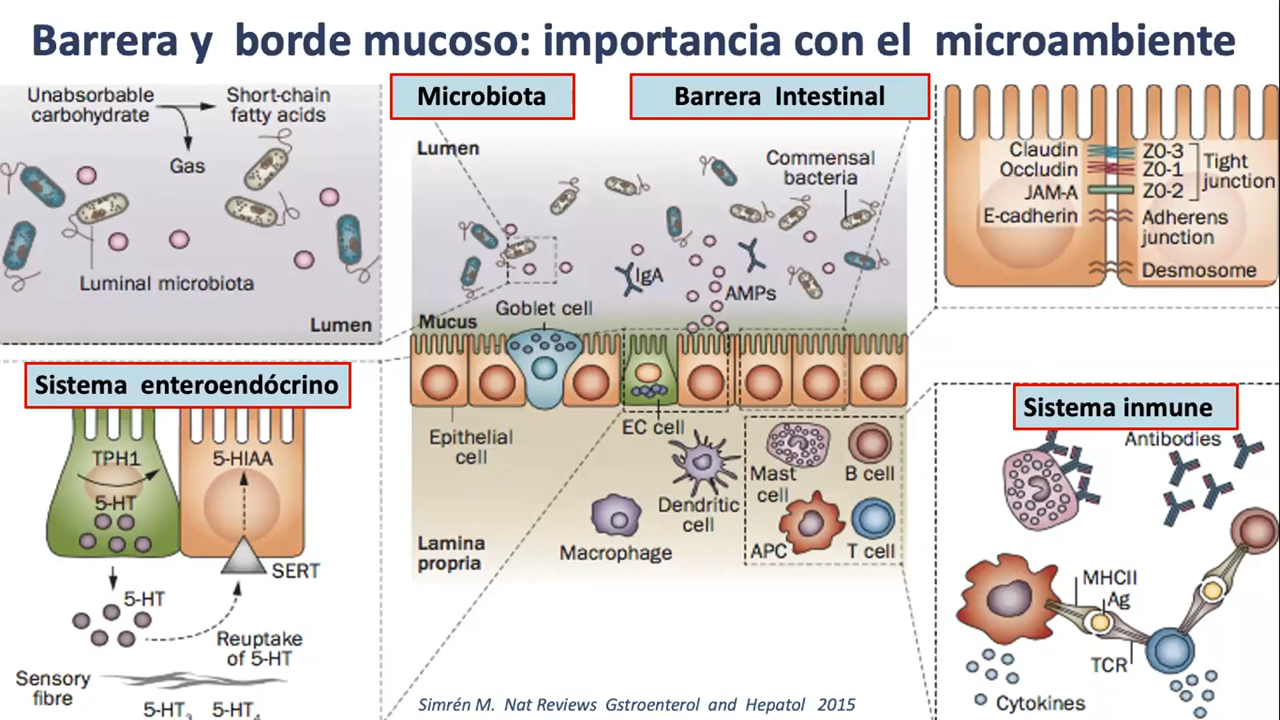 Barrera y borde mucoso: importancia con el microambiente
Unabsorbable
carbohydrate
Short-chain
fatty acids
Gas
Luminal microbiota
Lumen
Microbiota
Barrera Intestinal
Lumen
Commensal
bacteria
IgA
AMPs
Goblet cell
Mucus
Epithelial
cell
EC cell
Dendritic
cell
Macrophage
Mast
cell
B cell
APC
T cell
Lamina
propria
Claudin
Occludin
JAM-A
E-cadherin
ZO-3
ZO-1
ZO-2
Tight
junction
Adherens
junction
Desmosome
Sistema enteroendócrino
TPH1
5-HT
5-HIAA
SERT
5-HT
Reuptake
of 5-HT
Sensory
fibre
5-HT3 5-HT4
Sistema inmune
Antibodies
MHCII
Ag
TCR
Cytokines
Simrén M. Nat Reviews Gstroenterol and Hepatol 2015